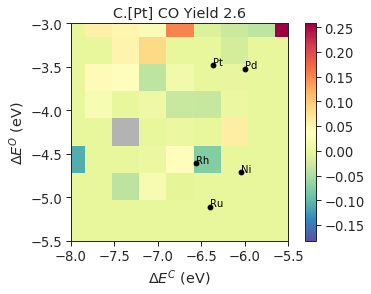 C.[Pt] CO Yield 2.6
ΔE^O (eV)
−3.0
−3.5
−4.0
−4.5
−5.0
−5.5
Pt
Pd
Rh
Ni
Ru
−8.0 −7.5 −7.0 −6.5 −6.0 −5.5
ΔE^C (eV)
0.25
0.20
0.15
0.10
0.05
0.00
−0.05
−0.10
−0.15